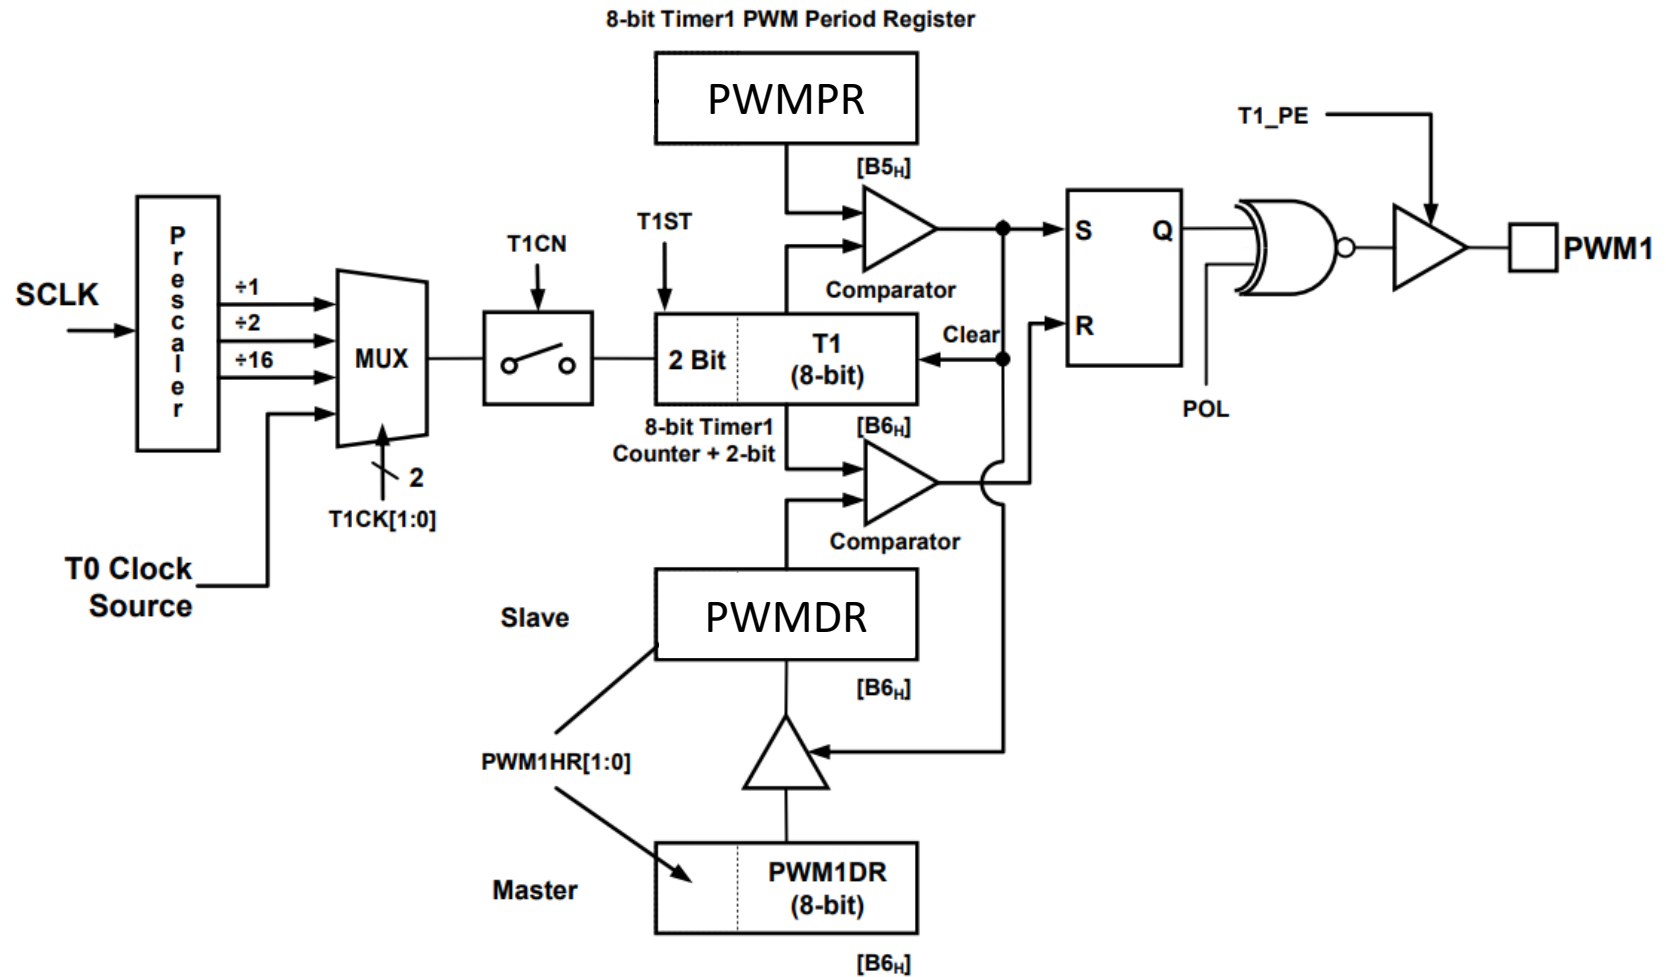 8-bit Timer1 PWM Period Register
PWMPR
[B5H]
T1_PE
P
r
e
s
c
a
l
e
r
SCLK
÷1
÷2
÷16
MUX
T1CN
T1ST
Comparator
S
Q
R
PWM1
2 Bit
T1
(8-bit)
Clear
POL
8-bit Timer1
Counter + 2-bit
[B6H]
2
T1CK[1:0]
Comparator
T0 Clock
Source
Slave
PWMDR
[B6H]
PWM1HR[1:0]
Master
PWM1DR
(8-bit)
[B6H]